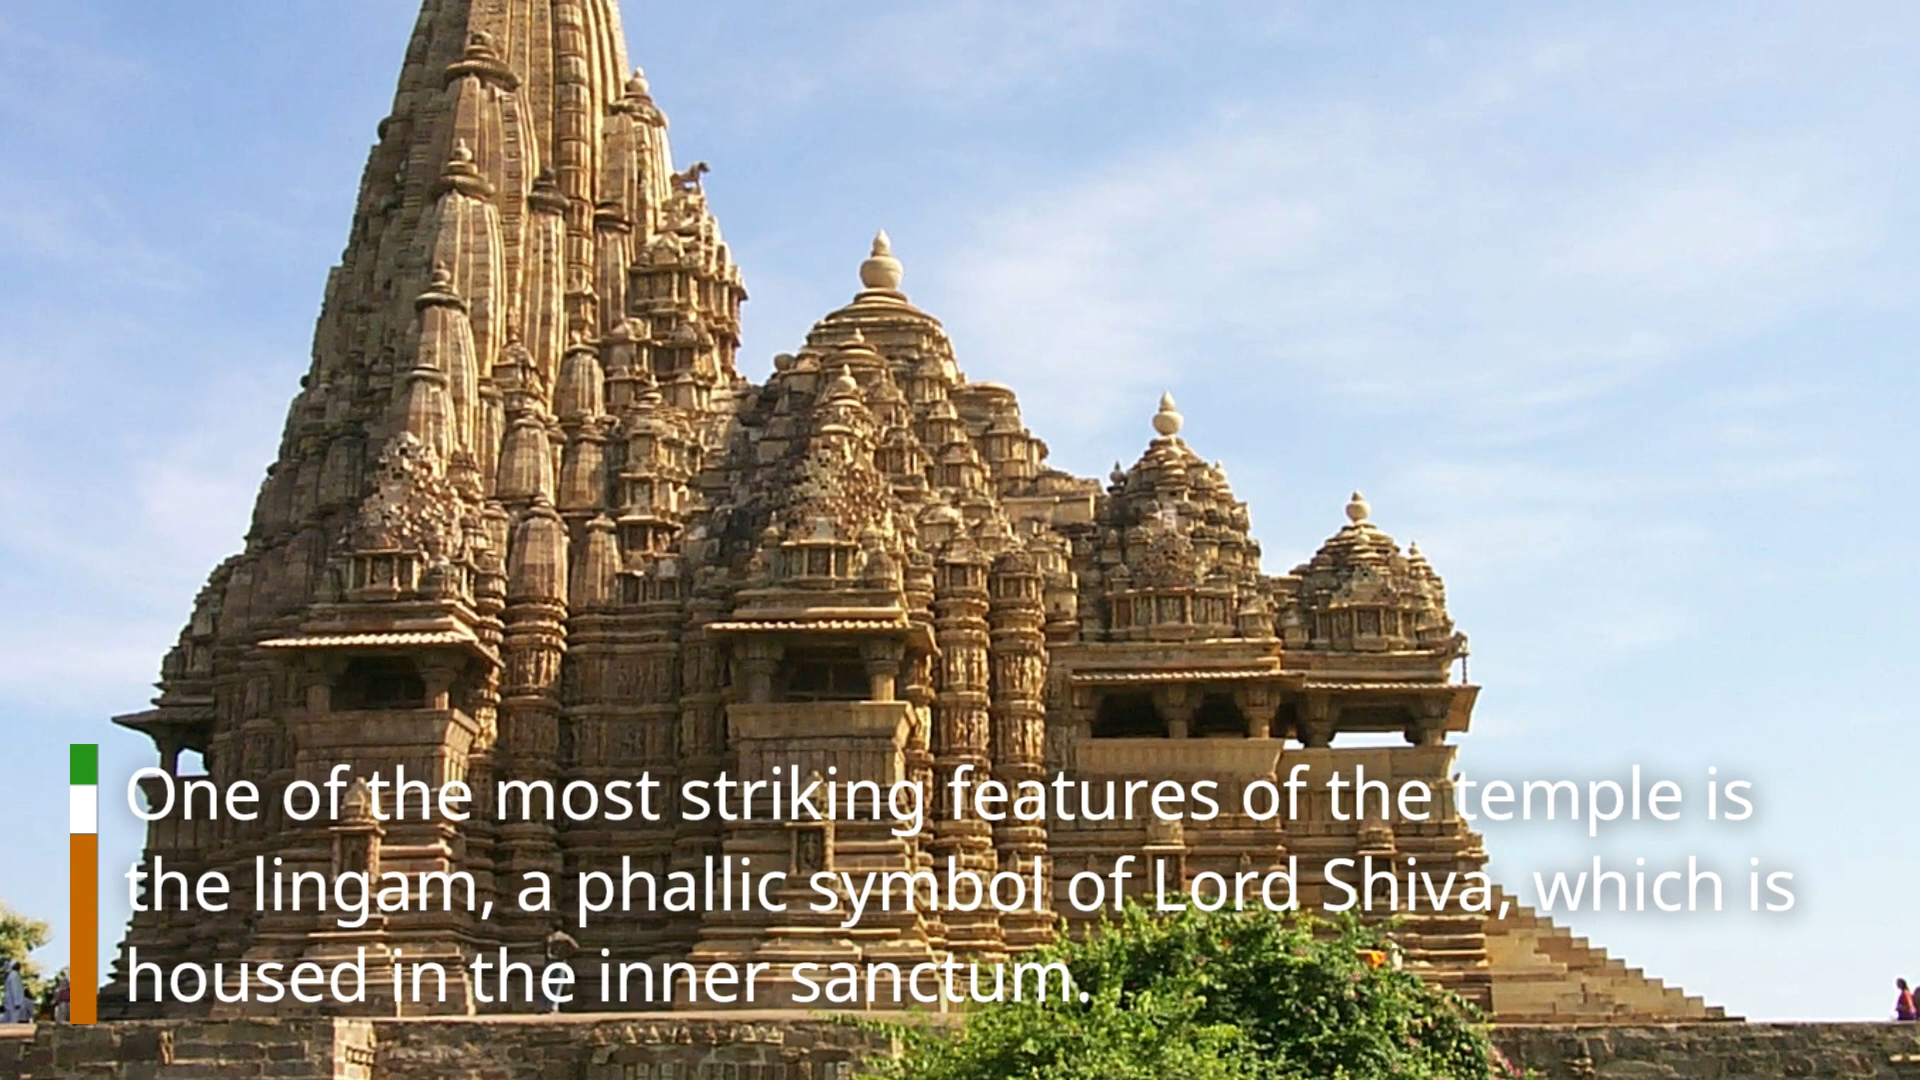 One of the most striking features of the temple is
the lingam, a phallic symbol of Lord Shiva, which is
housed in the inner sanctum.